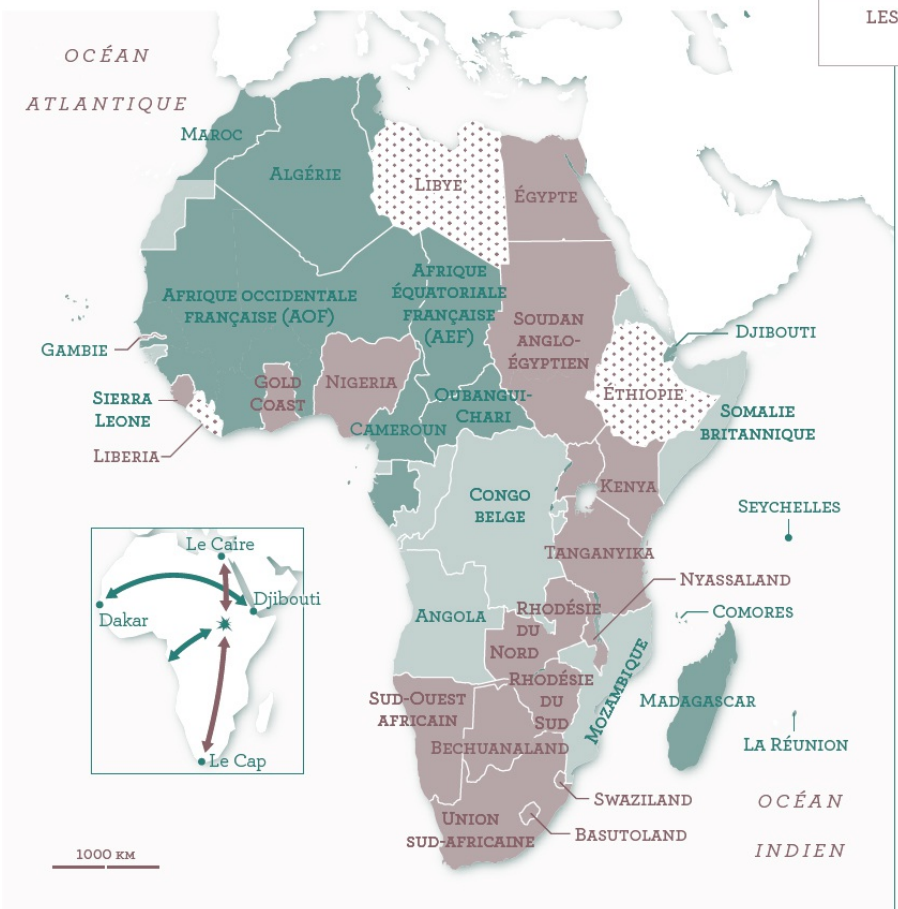 LES
OCÉAN
ATLANTIQUE
MAROC
ALGÉRIE
LIBYE
ÉGYPTE
AFRIQUE OCCIDENTALE
FRANÇAISE (AOF)
AFRIQUE
ÉQUATORIALE
FRANÇAISE
(AEF)
SOUDAN
ANGLO-
ÉGYPTIEN
DJIBOUTI
GAMBIE
SIERRA
LEONE
LIBERIA
GOLD
COAST
NIGERIA
CAMEROUN
OUBANGUI-
CHARI
ÉTHIOPIE
SOMALIE
BRITANNIQUE
CONGO
BELGE
KENYA
SEYCHELLES
TANGANYIKA
NYASSALAND
COMORES
ANGOLA
RHODÉSIE
DU
NORD
RHODÉSIE
DU
SUD
MOZAMBIQUE
MADAGASCAR
LA RÉUNION
SUD-OUEST
AFRICAIN
BECHUANALAND
SWAZILAND
BASUTOLAND
UNION
SUD-AFRICAINE
OCÉAN
INDIEN
Le Caire
Djibouti
Dakar
Le Cap
1000 KM